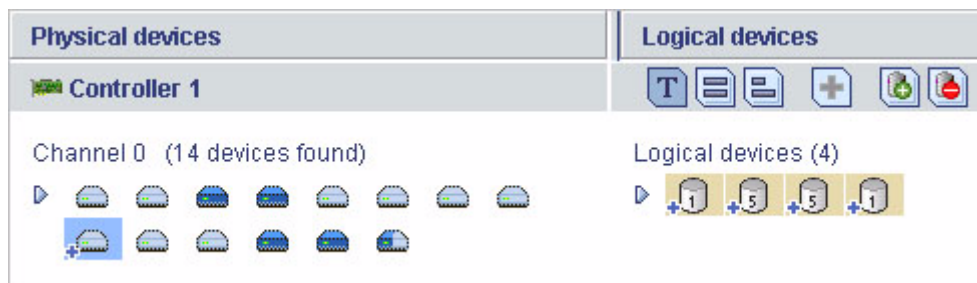 Physical devices
Logical devices
Controller 1
T
Channel 0 (14 devices found)
Logical devices (4)
1 5 5 1